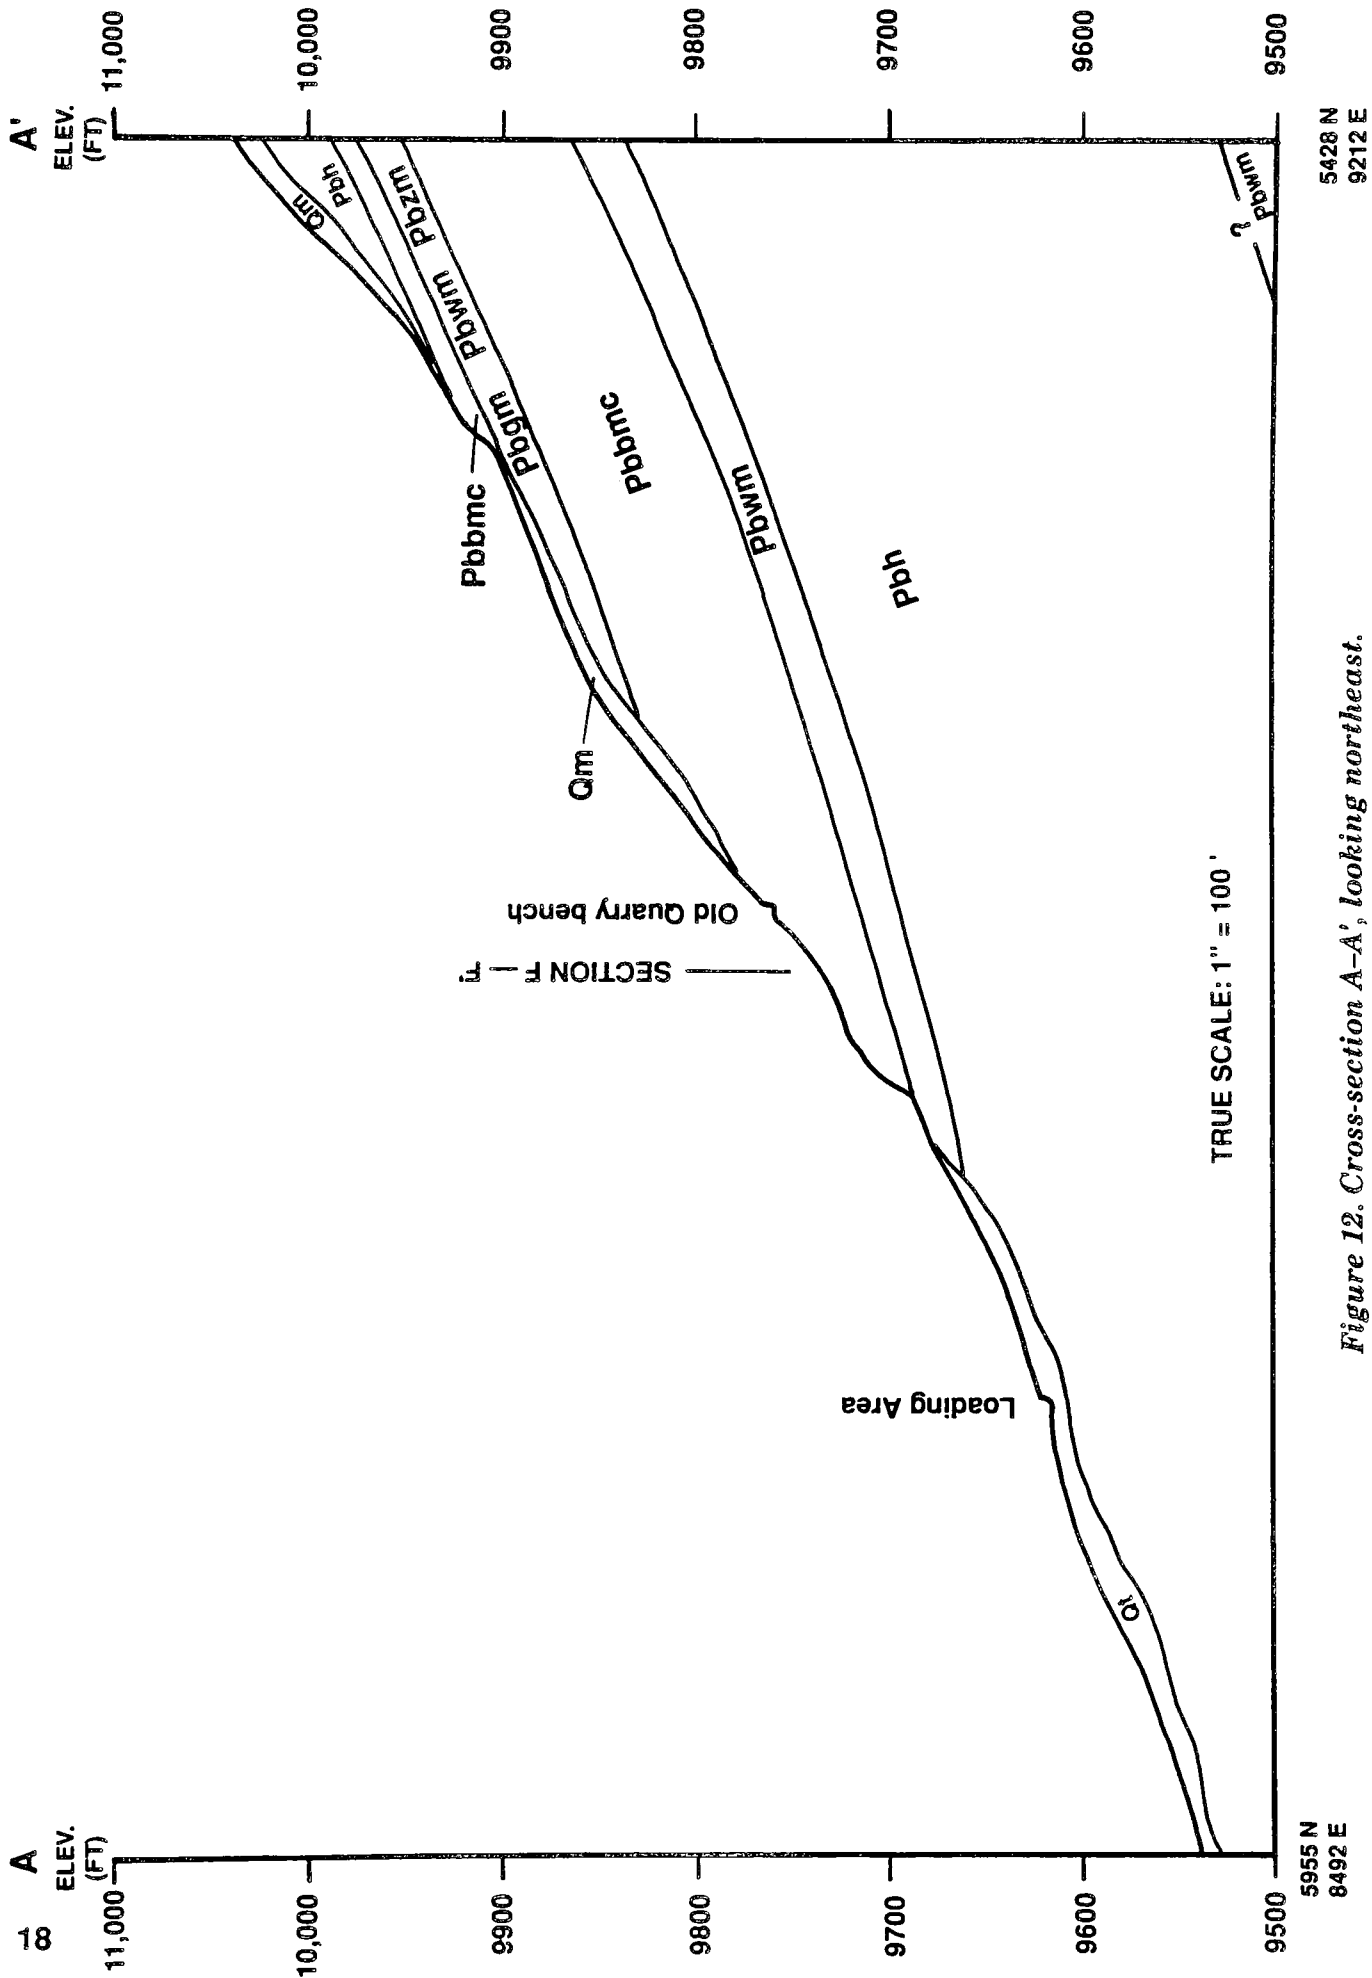 18
A
ELEV.
(FT)
11,000
10,000
9900
9800
9700
9600
9500
5955 N
8492 E
A'
ELEV.
(FT)
11,000
10,000
9900
9800
9700
9600
9500
5428 N
9212 E
Qm
Pbh
Pbzm
Pbwm
Pbgm
Pbbmc
Pbbmc
Qm
Pbwm
Pbh
?
Pbwm
Old Quarry bench
SECTION F — F'
Loading Area
Qt
TRUE SCALE: 1" = 100'
Figure 12. Cross-section A–A', looking northeast.